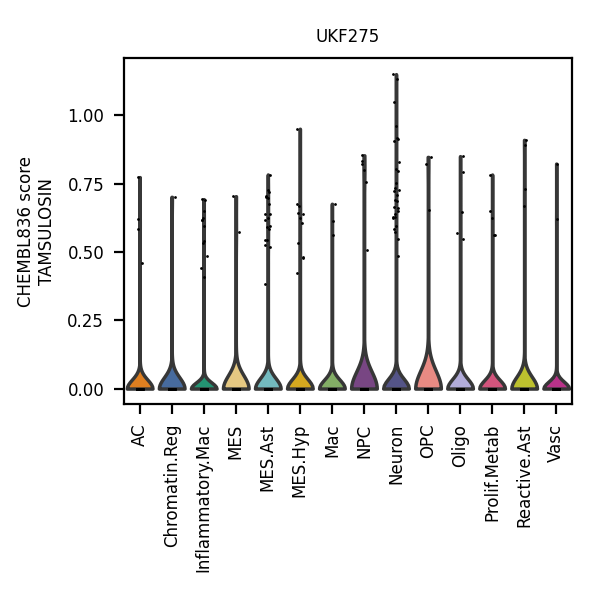 UKF275
CHEMBL836 score
TAMSULOSIN
1.00
0.75
0.50
0.25
0.00
AC
Chromatin.Reg
Inflammatory.Mac
MES
MES.Ast
MES.Hyp
Mac
NPC
Neuron
OPC
Oligo
Prolif.Metab
Reactive.Ast
Vasc